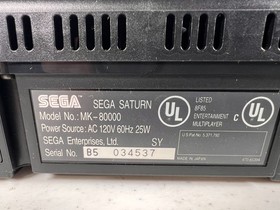 SEGA SEGA SATURN
Model No.: MK-80000
Power Source: AC 120V 60Hz 25W
SEGA Enterprises, Ltd. SY
Serial No. B5 034537
UL
LISTED
8F85
ENTERTAINMENT
MULTIPLAYER
C UL
MADE IN JAPAN